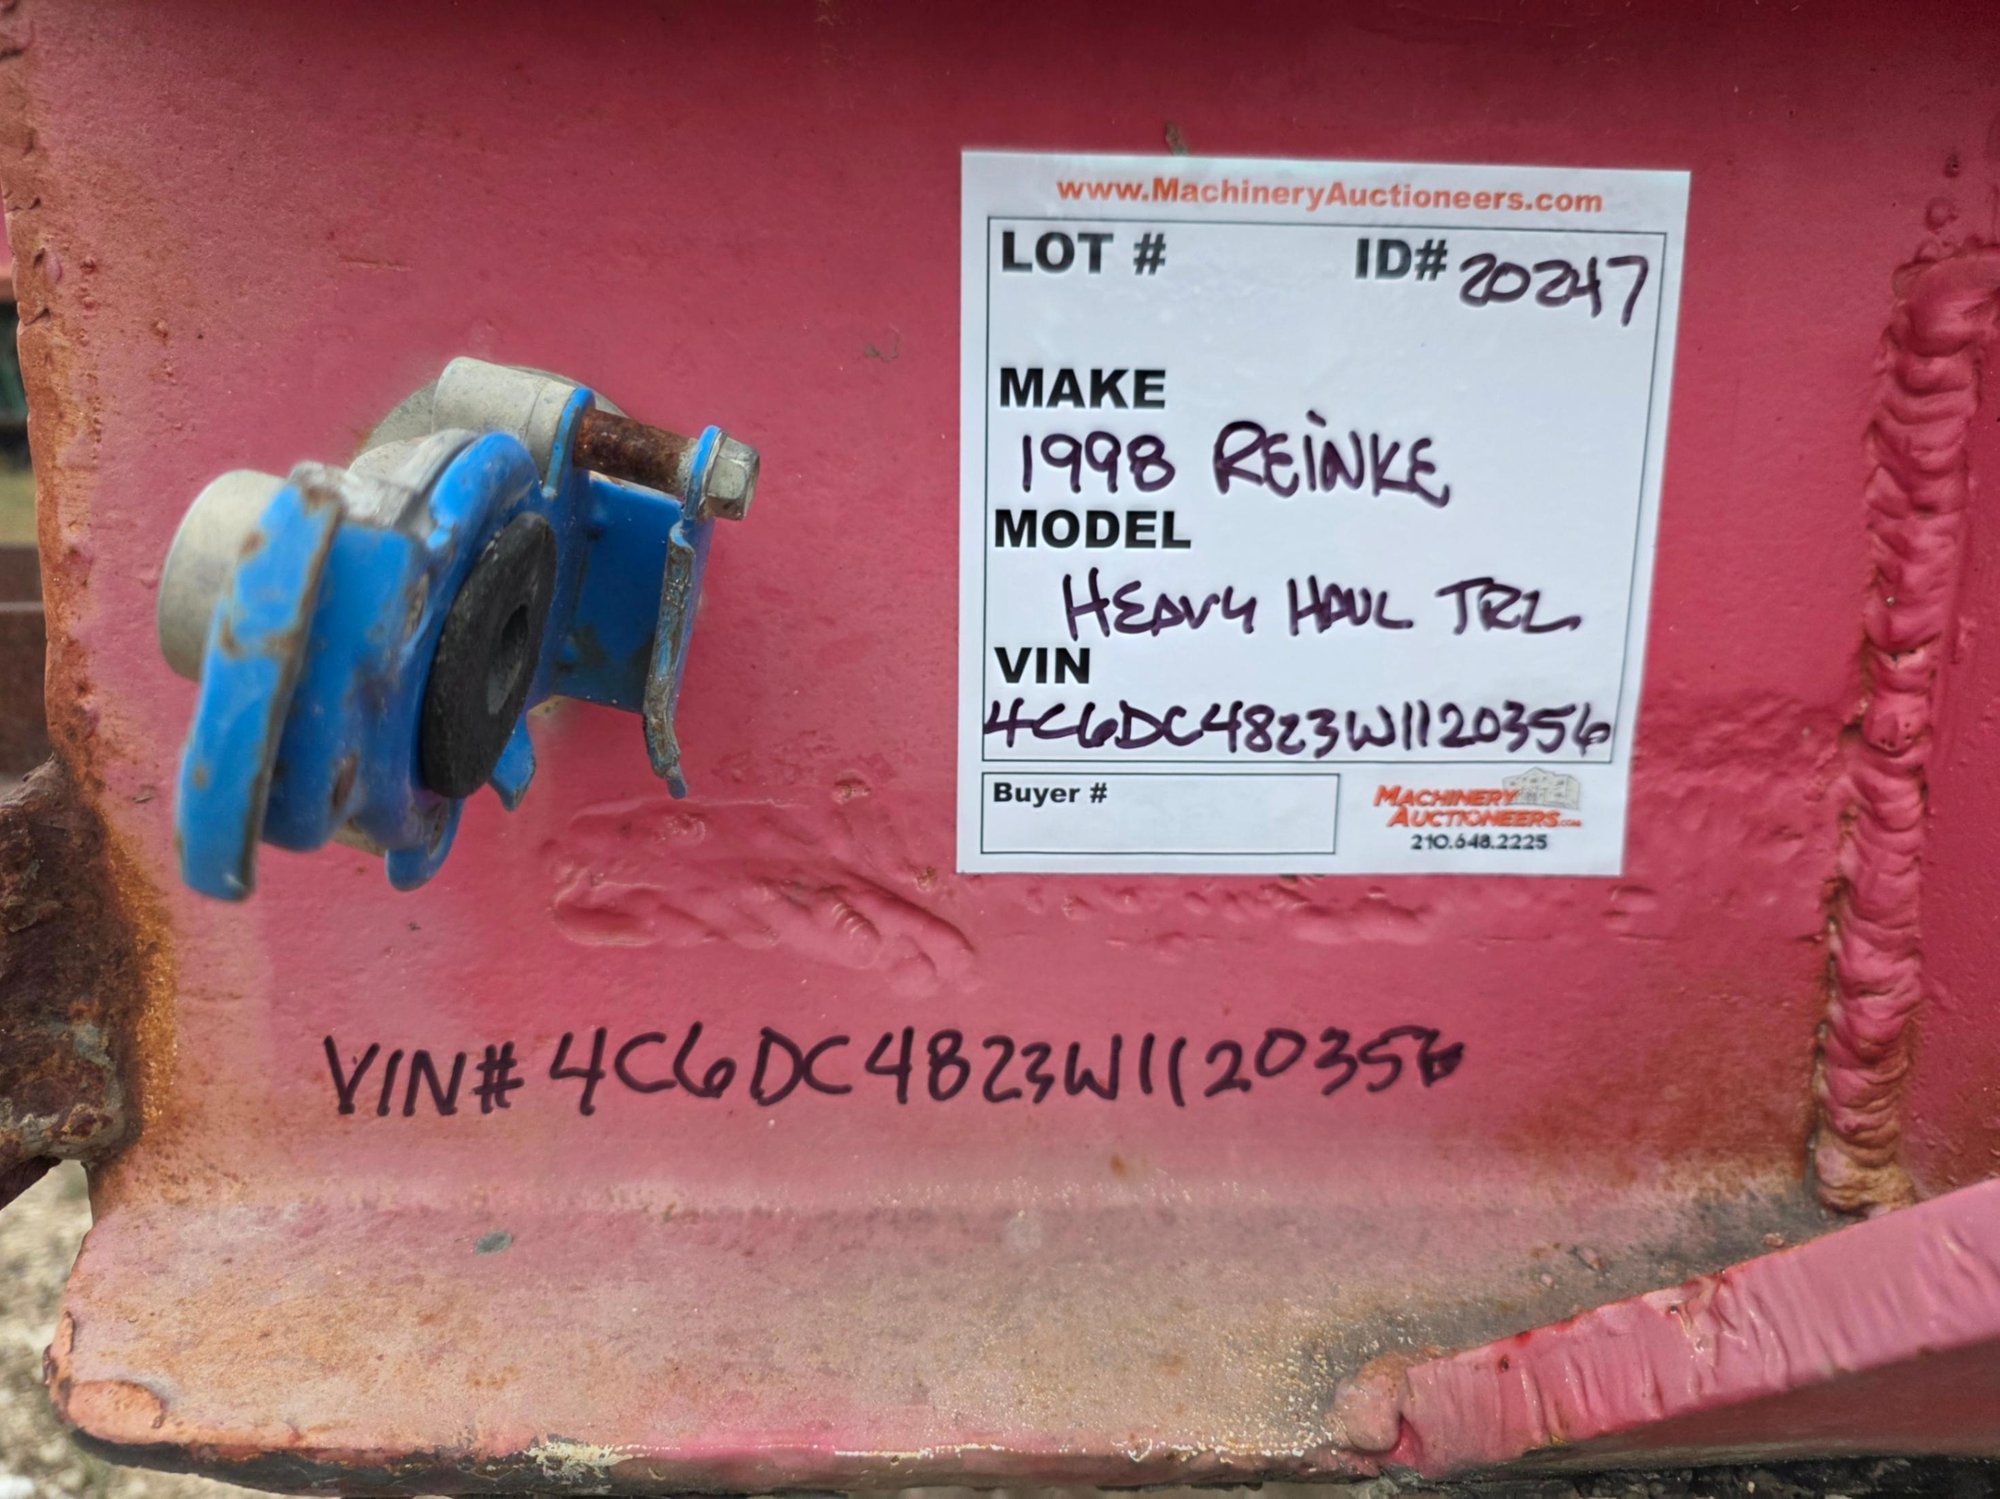 www.MachineryAuctioneers.com
LOT # ID# 20247
MAKE
1998 REiNKE
MODEL
HEAVY HAUL TRL
VIN
4C6DC4823W1120356
Buyer #
MACHINERY
AUCTIONEERS.COM
210.648.2225
VIN# 4C6DC4823W1120356